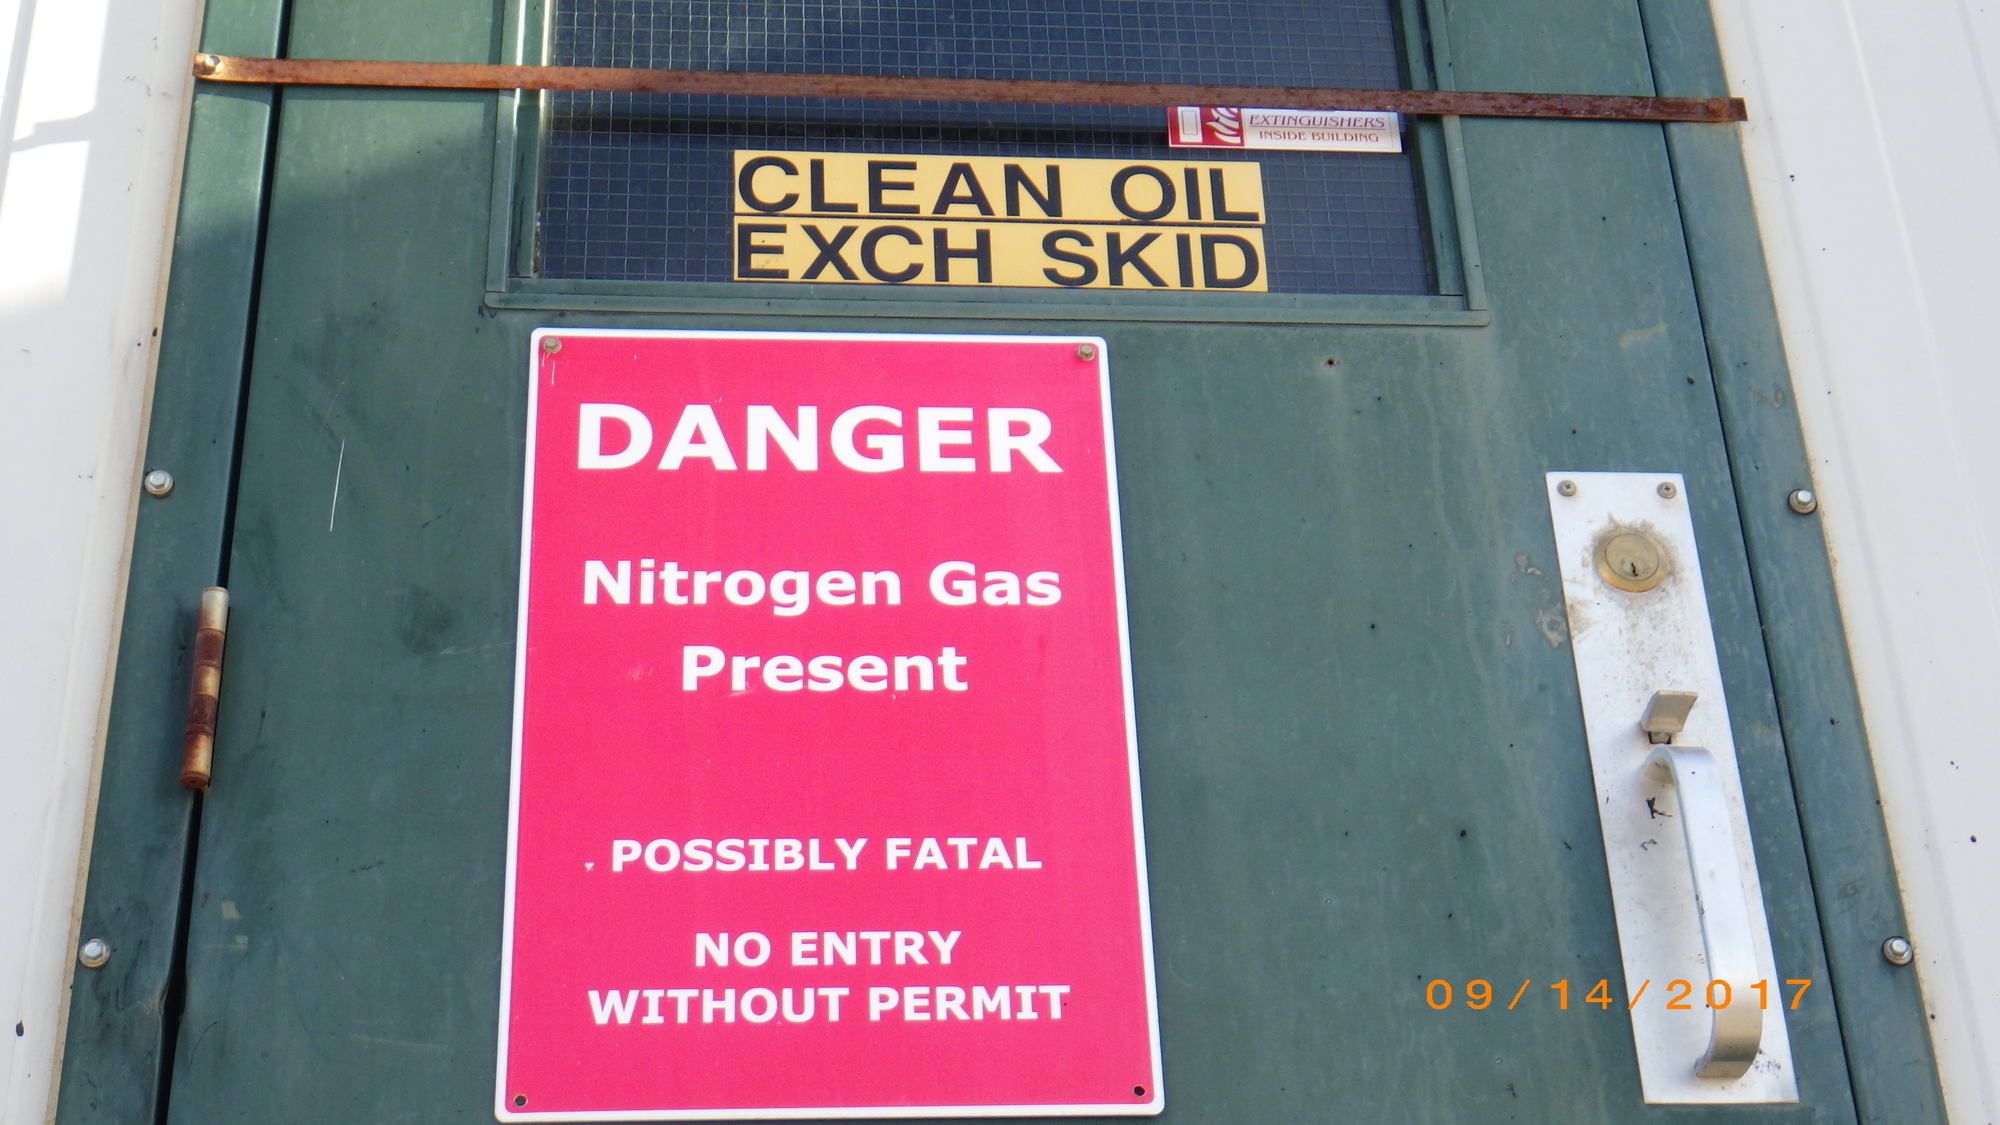 EXTINGUISHERS
INSIDE BUILDING
CLEAN OIL
EXCH SKID
DANGER
Nitrogen Gas
Present
POSSIBLY FATAL
NO ENTRY
WITHOUT PERMIT
09/14/2017